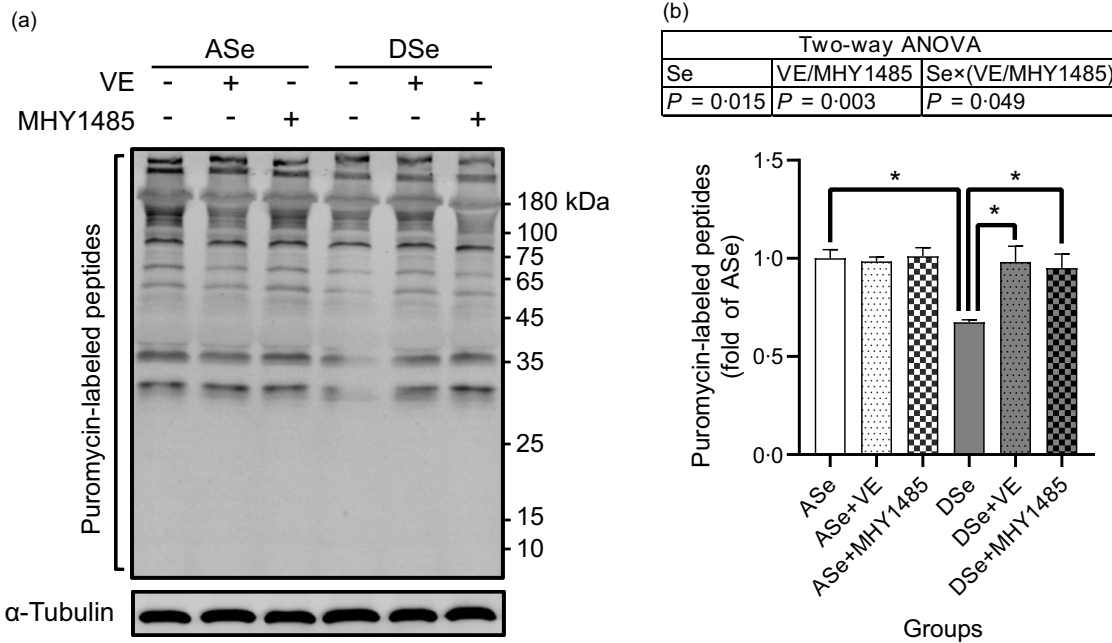 (a)
ASe DSe
VE - + - - + -
MHY1485 - - + - - +
Puromycin-labeled peptides
180 kDa
100
75
65
45
35
25
15
10
α-Tubulin
(b)
Two-way ANOVA
Se VE/MHY1485 Se×(VE/MHY1485)
P = 0·015 P = 0·003 P = 0·049
Puromycin-labeled peptides
(fold of ASe)
1·5
1·0
0·5
0·0
* * *
ASe
ASe+VE
ASe+MHY1485
DSe
DSe+VE
DSe+MHY1485
Groups